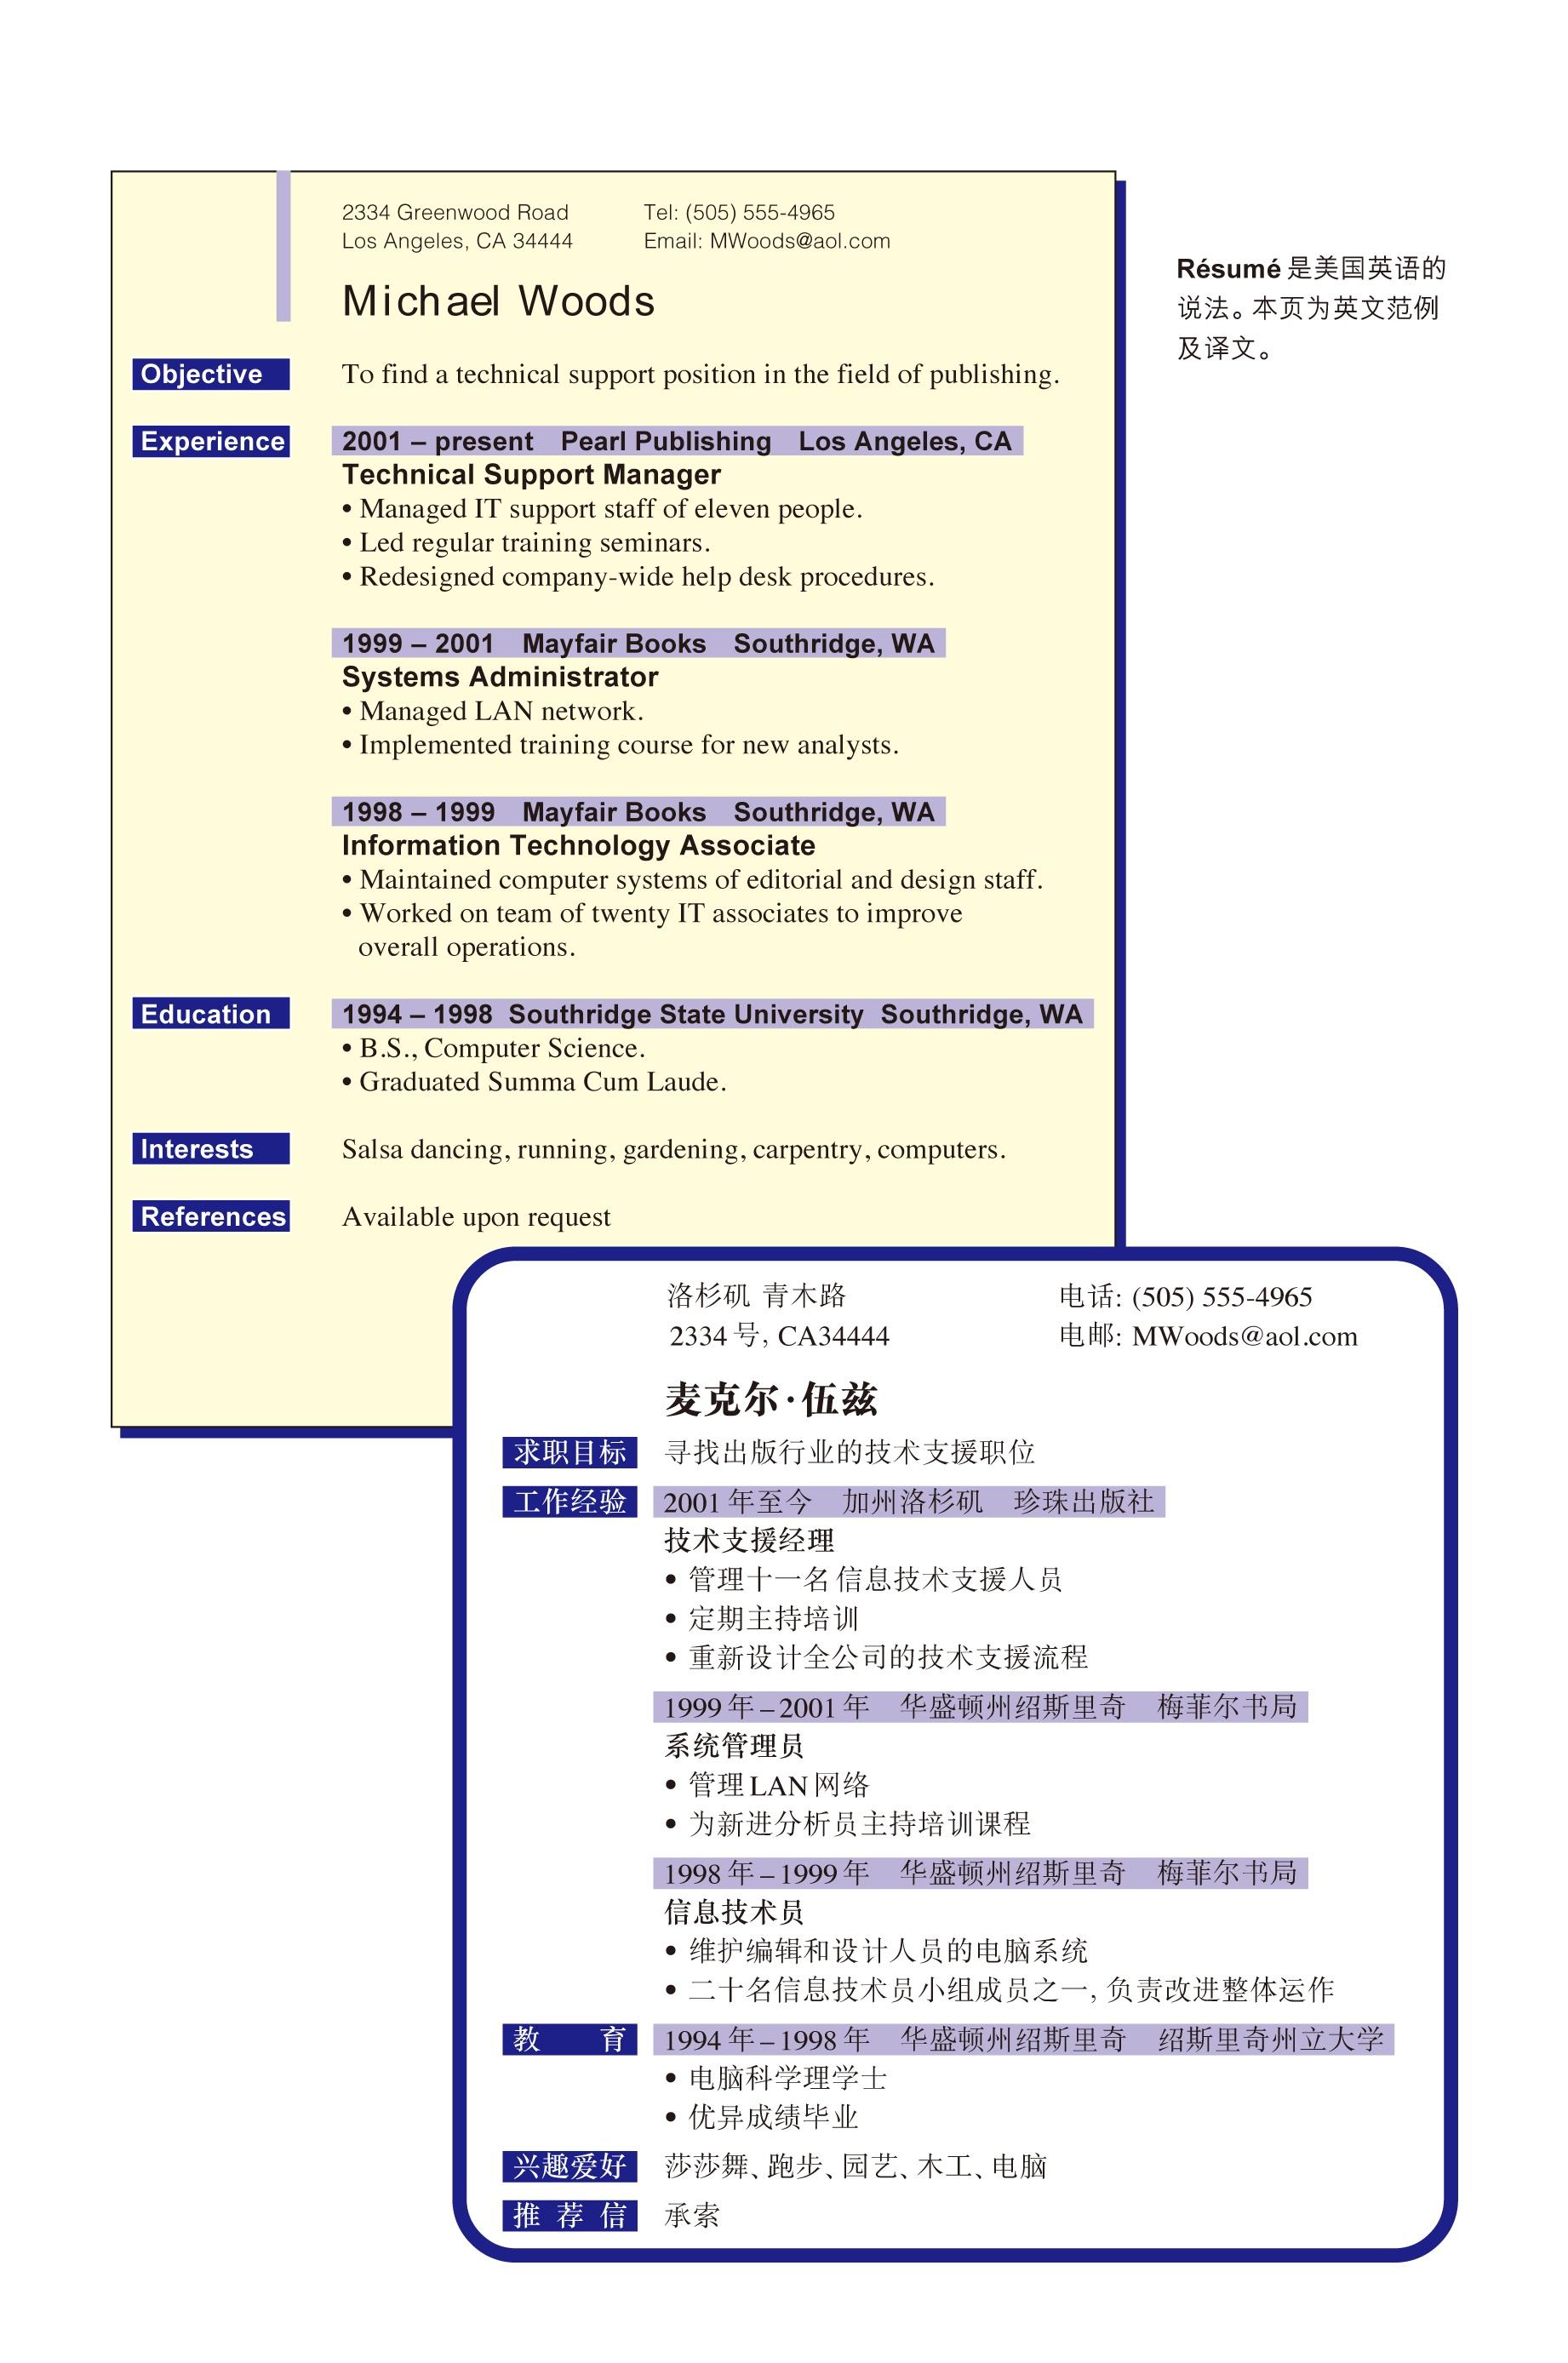 2334 Greenwood Road
Los Angeles, CA 34444
Tel: (505) 555-4965
Email: MWoods@aol.com
Michael Woods
Objective
To find a technical support position in the field of publishing.
Experience
2001 – present Pearl Publishing Los Angeles, CA
Technical Support Manager
• Managed IT support staff of eleven people.
• Led regular training seminars.
• Redesigned company-wide help desk procedures.
1999 – 2001 Mayfair Books Southridge, WA
Systems Administrator
• Managed LAN network.
• Implemented training course for new analysts.
1998 – 1999 Mayfair Books Southridge, WA
Information Technology Associate
• Maintained computer systems of editorial and design staff.
• Worked on team of twenty IT associates to improve
overall operations.
Education
1994 – 1998 Southridge State University Southridge, WA
• B.S., Computer Science.
• Graduated Summa Cum Laude.
Interests
Salsa dancing, running, gardening, carpentry, computers.
References
Available upon request
Résumé 是美国英语的
说法。本页为英文范例
及译文。
洛杉矶 青木路
2334 号, CA34444
电话: (505) 555-4965
电邮: MWoods@aol.com
麦克尔·伍兹
求职目标
寻找出版行业的技术支援职位
工作经验
2001 年至今 加州洛杉矶 珍珠出版社
技术支援经理
• 管理十一名信息技术支援人员
• 定期主持培训
• 重新设计全公司的技术支援流程
1999 年–2001 年 华盛顿州绍斯里奇 梅菲尔书局
系统管理员
• 管理 LAN 网络
• 为新进分析员主持培训课程
1998 年–1999 年 华盛顿州绍斯里奇 梅菲尔书局
信息技术员
• 维护编辑和设计人员的电脑系统
• 二十名信息技术员小组成员之一, 负责改进整体运作
教 育
1994 年–1998 年 华盛顿州绍斯里奇 绍斯里奇州立大学
• 电脑科学理学士
• 优异成绩毕业
兴趣爱好
莎莎舞、跑步、园艺、木工、电脑
推 荐 信
承索